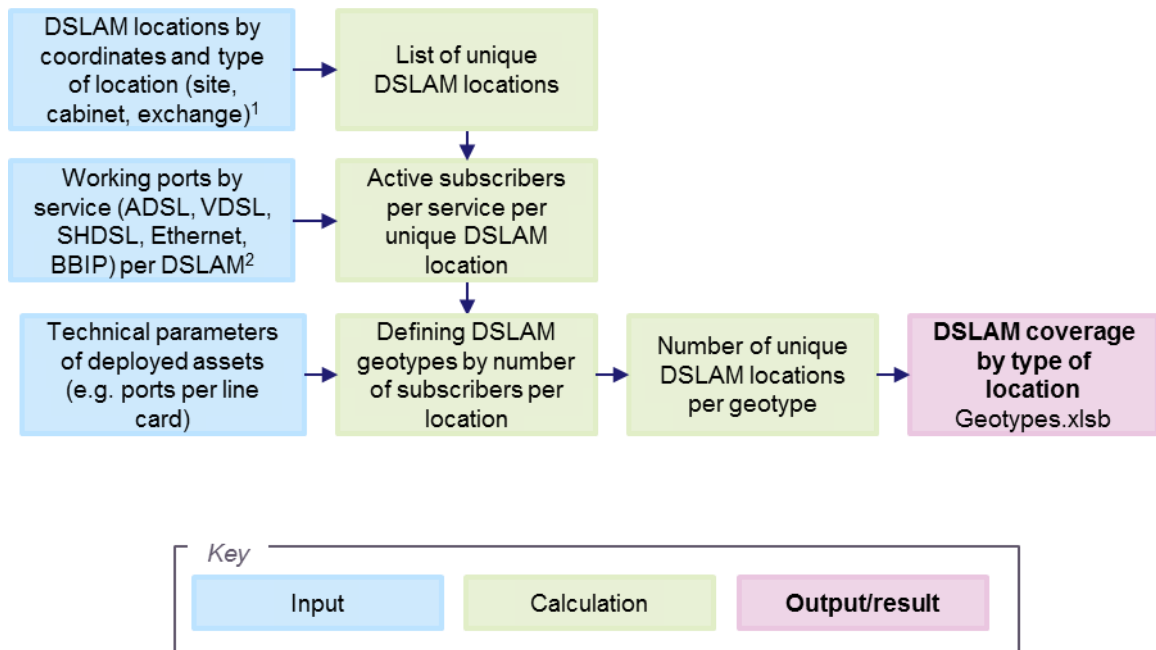 DSLAM locations by
coordinates and type
of location (site,
cabinet, exchange)1
List of unique
DSLAM locations
Working ports by
service (ADSL, VDSL,
SHDSL, Ethernet,
BBIP) per DSLAM2
Active subscribers
per service per
unique DSLAM
location
Technical parameters
of deployed assets
(e.g. ports per line
card)
Defining DSLAM
geotypes by number
of subscribers per
location
Number of unique
DSLAM locations
per geotype
DSLAM coverage
by type of
location
Geotypes.xlsb
Key
Input
Calculation
Output/result